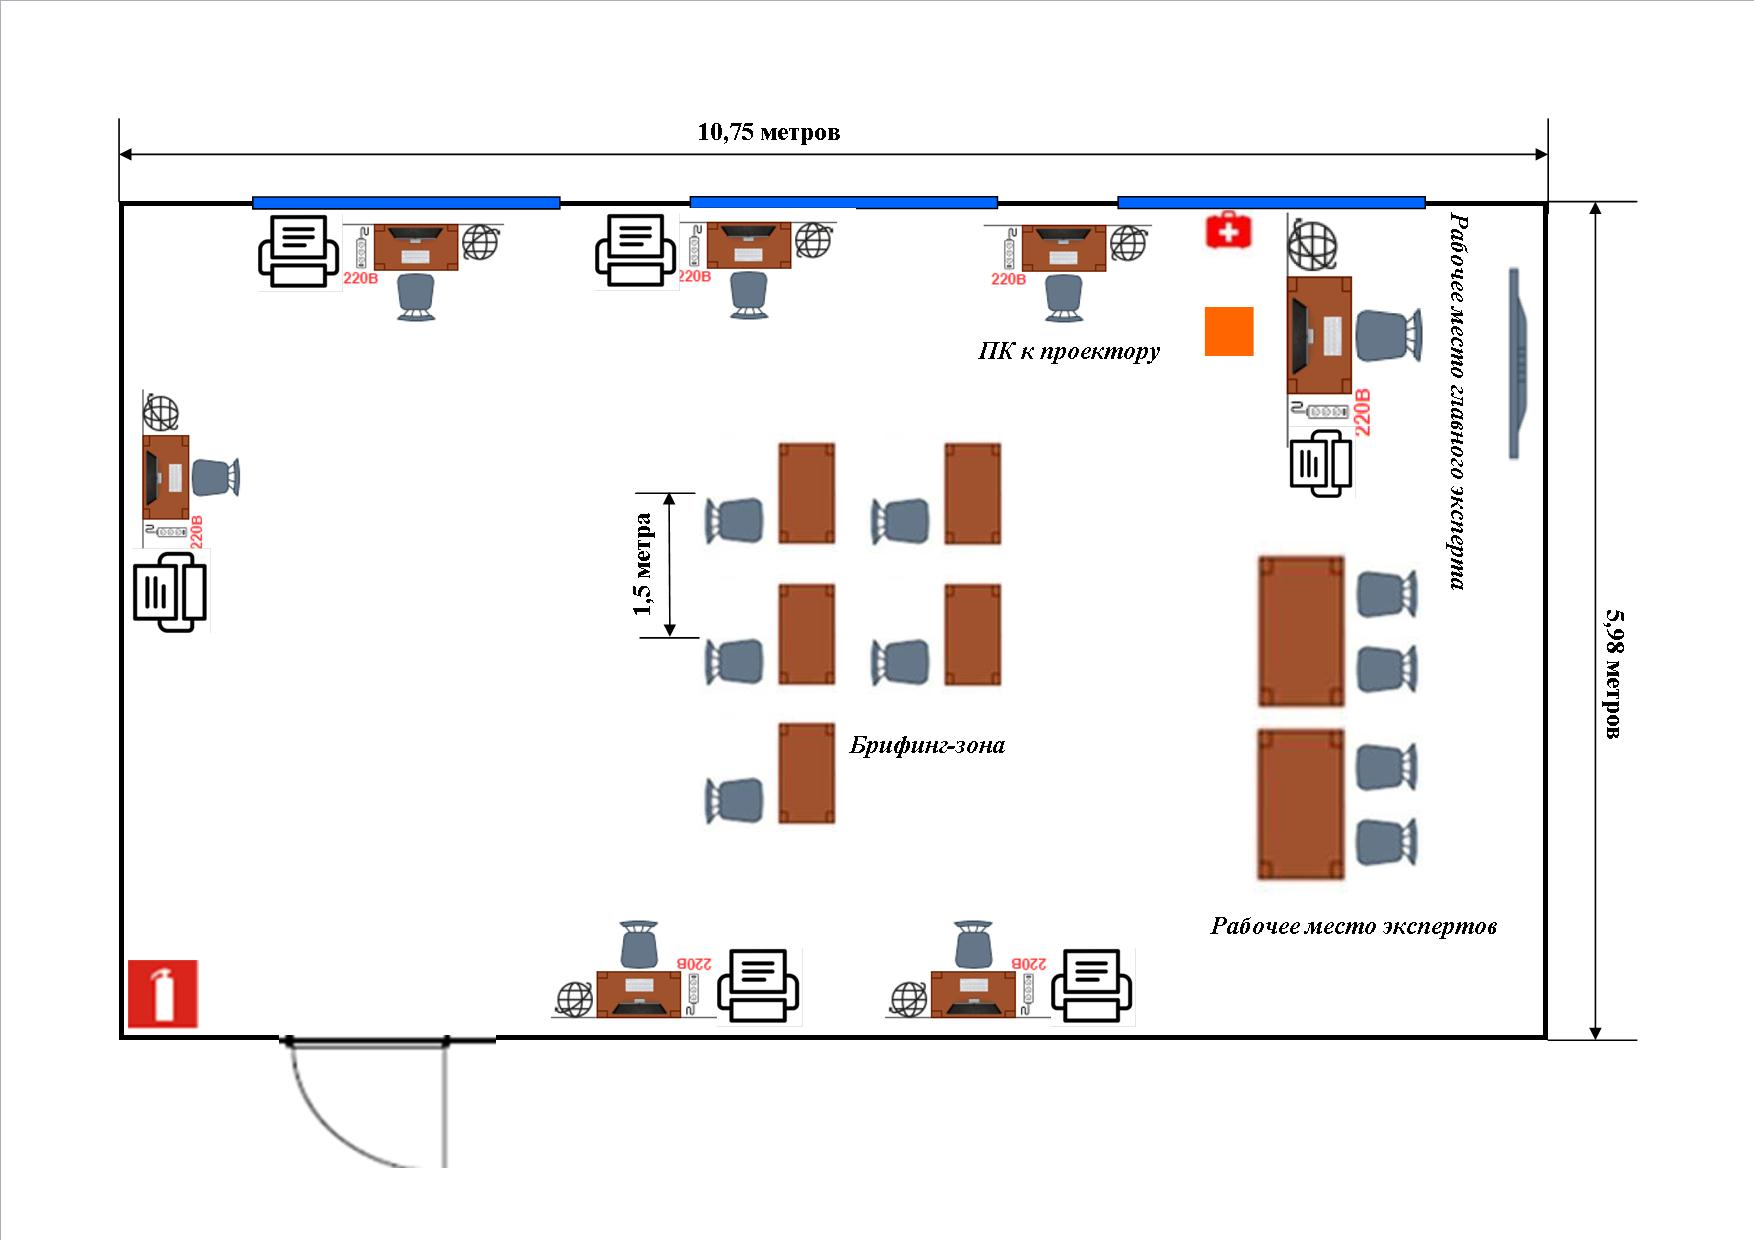 10,75 метров
220В
220В
220В
ПК к проектору
Рабочее место главного эксперта
220В
220В
1,5 метра
5,98 метров
Брифинг-зона
Рабочее место экспертов
220В
220В